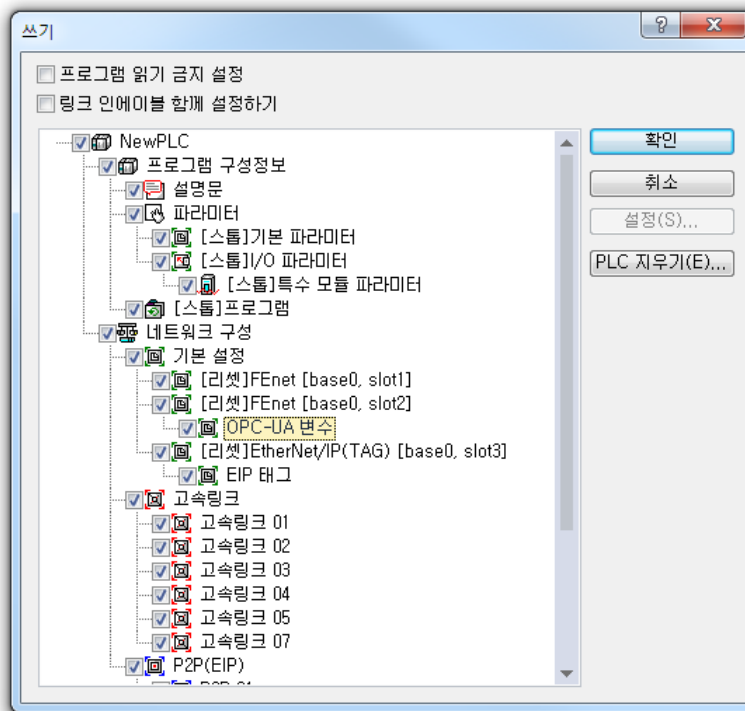 쓰기
프로그램 읽기 금지 설정
링크 인에이블 함께 설정하기
NewPLC
프로그램 구성정보
설명문
파라미터
[스톱]기본 파라미터
[스톱]I/O 파라미터
[스톱]특수 모듈 파라미터
[스톱]프로그램
네트워크 구성
기본 설정
[리셋]FEnet [base0, slot1]
[리셋]FEnet [base0, slot2]
OPC-UA 변수
[리셋]EtherNet/IP(TAG) [base0, slot3]
EIP 태그
고속링크
고속링크 01
고속링크 02
고속링크 03
고속링크 04
고속링크 05
고속링크 07
P2P(EIP)
확인
취소
설정(S)...
PLC 지우기(E)...